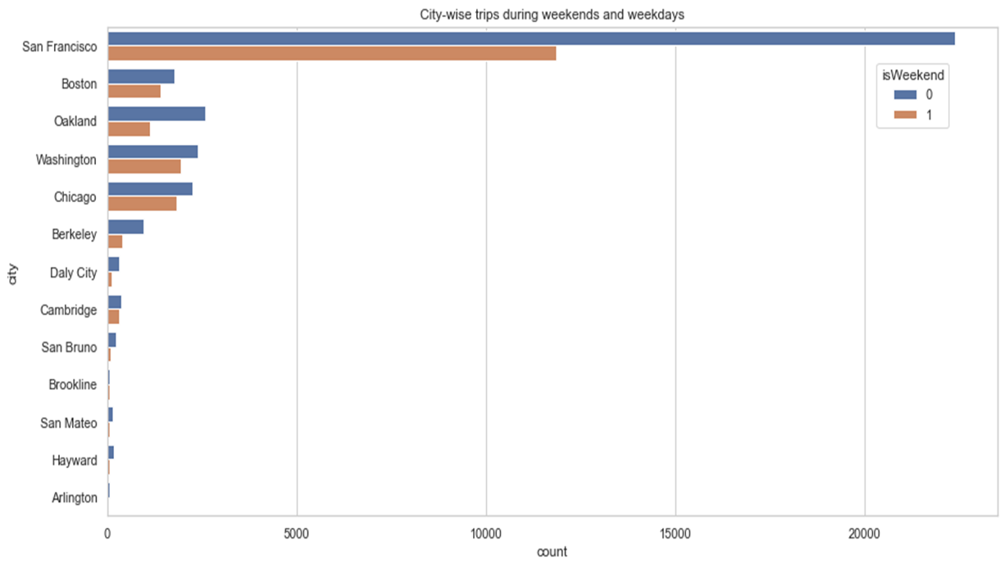 City-wise trips during weekends and weekdays
San Francisco
Boston
Oakland
Washington
Chicago
Berkeley
Daly City
Cambridge
San Bruno
Brookline
San Mateo
Hayward
Arlington
city
isWeekend
0
1
0
5000
10000
15000
20000
count